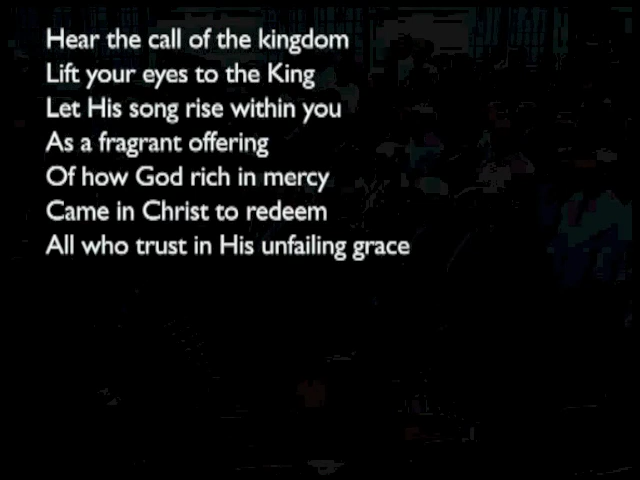 Hear the call of the kingdom
Lift your eyes to the King
Let His song rise within you
As a fragrant offering
Of how God rich in mercy
Came in Christ to redeem
All who trust in His unfailing grace